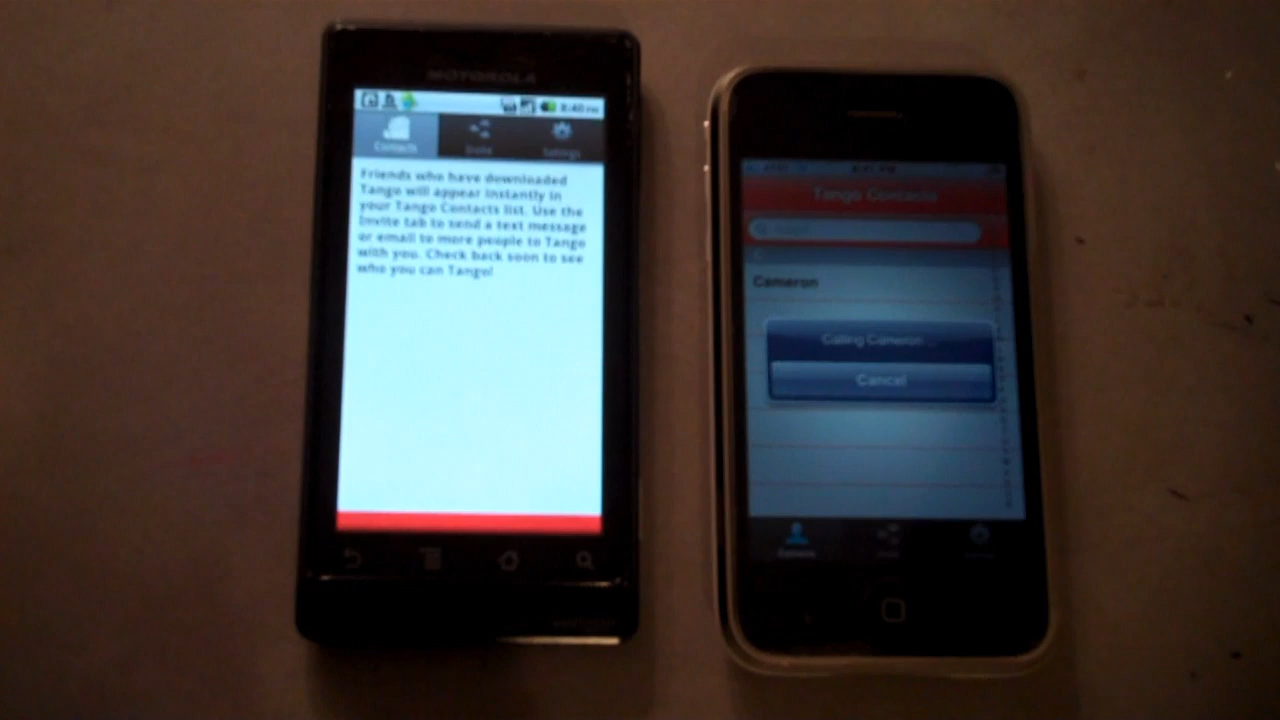 MOTOROLA
8:40 PM
Contacts
Invite
Settings
Friends who have downloaded
Tango will appear instantly in
your Tango Contacts list. Use the
Invite tab to send a text message
or email to more people to Tango
with you. Check back soon to see
who you can Tango!
Tango Contacts
Cameron
Calling Cameron...
Cancel